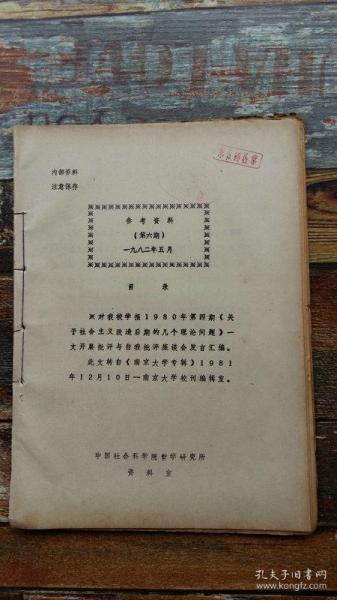 内部资料
注意保存
参考资料
(第六期)
一九八二年五月
目录
对我校学报1980年第四期《关
于社会主义改造后期的几个理论问题》一
文开展批评与自我批评座谈会发言汇编。
此文转自《南京大学专辑》1981
年12月10日—南京大学校刊编辑室。
中国社会科学院哲学研究所
资料室
孔夫子旧书网
www.kongfz.com